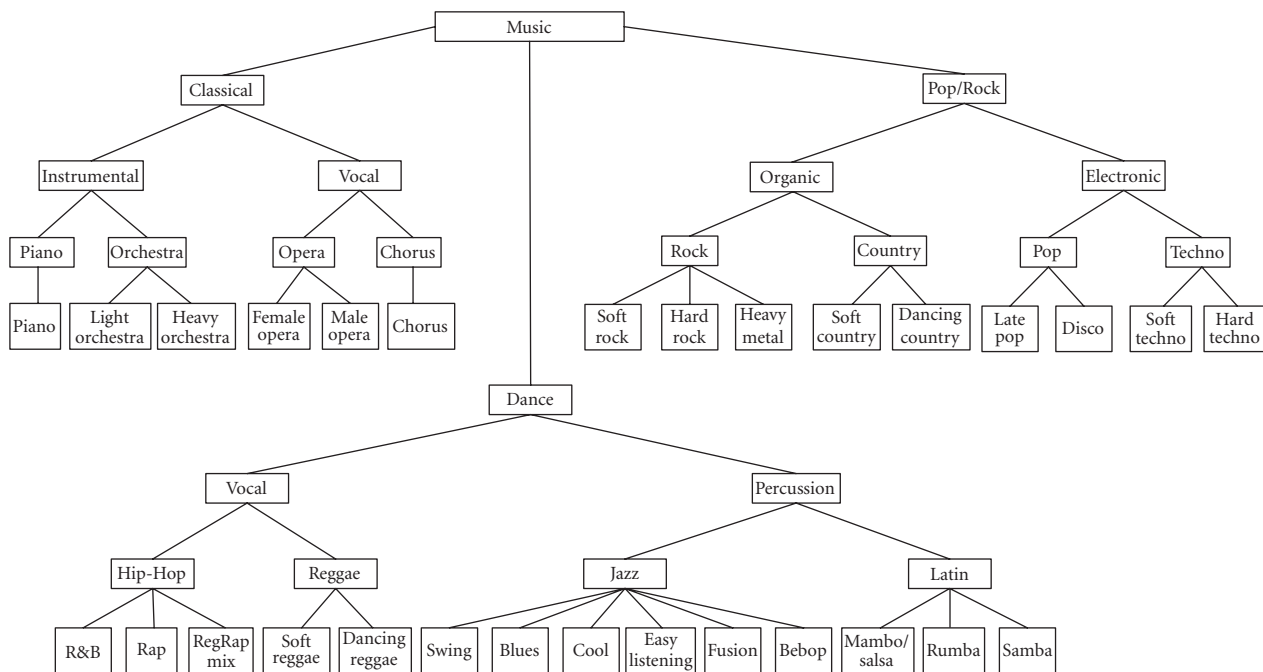 Music
Classical
Pop/Rock
Instrumental
Vocal
Organic
Electronic
Piano
Orchestra
Opera
Chorus
Rock
Country
Pop
Techno
Piano
Light
orchestra
Heavy
orchestra
Female
opera
Male
opera
Chorus
Soft
rock
Hard
rock
Heavy
metal
Soft
country
Dancing
country
Late
pop
Disco
Soft
techno
Hard
techno
Dance
Vocal
Percussion
Hip-Hop
Reggae
Jazz
Latin
R&B
Rap
RegRap
mix
Soft
reggae
Dancing
reggae
Swing
Blues
Cool
Easy
listening
Fusion
Bebop
Mambo/
salsa
Rumba
Samba